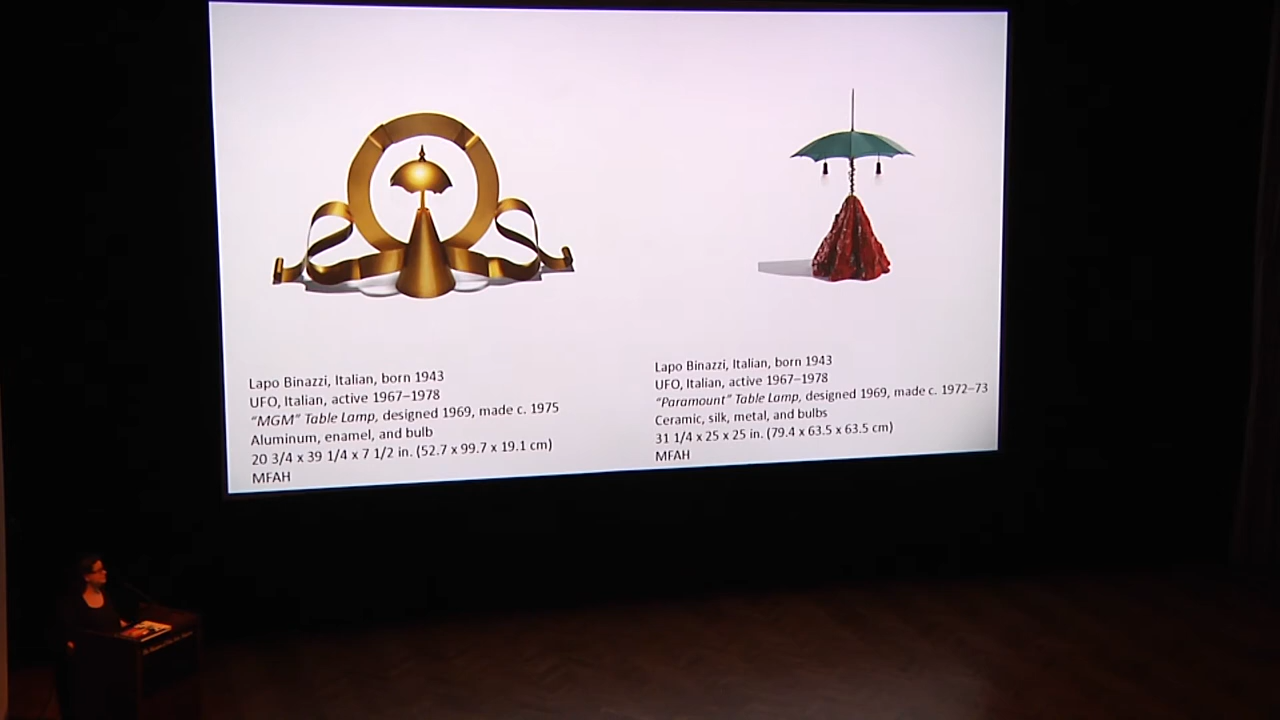 Lapo Binazzi, Italian, born 1943
UFO, Italian, active 1967–1978
“MGM” Table Lamp, designed 1969, made c. 1975
Aluminum, enamel, and bulb
20 3/4 x 39 1/4 x 7 1/2 in. (52.7 x 99.7 x 19.1 cm)
MFAH
Lapo Binazzi, Italian, born 1943
UFO, Italian, active 1967–1978
“Paramount” Table Lamp, designed 1969, made c. 1972–73
Ceramic, silk, metal, and bulbs
31 1/4 x 25 x 25 in. (79.4 x 63.5 x 63.5 cm)
MFAH